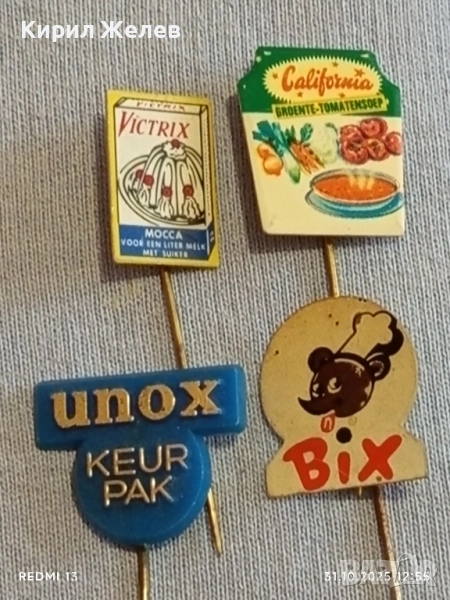 Кирил Желев
VICTRIX
VICTRIX
MOCCA
VOOR EEN LITER MELK
MET SUIKER
California
GROENTE-TOMATENSOEP
unox
KEUR
PAK
BiX
REDMI 13
31.10.2025 12:55